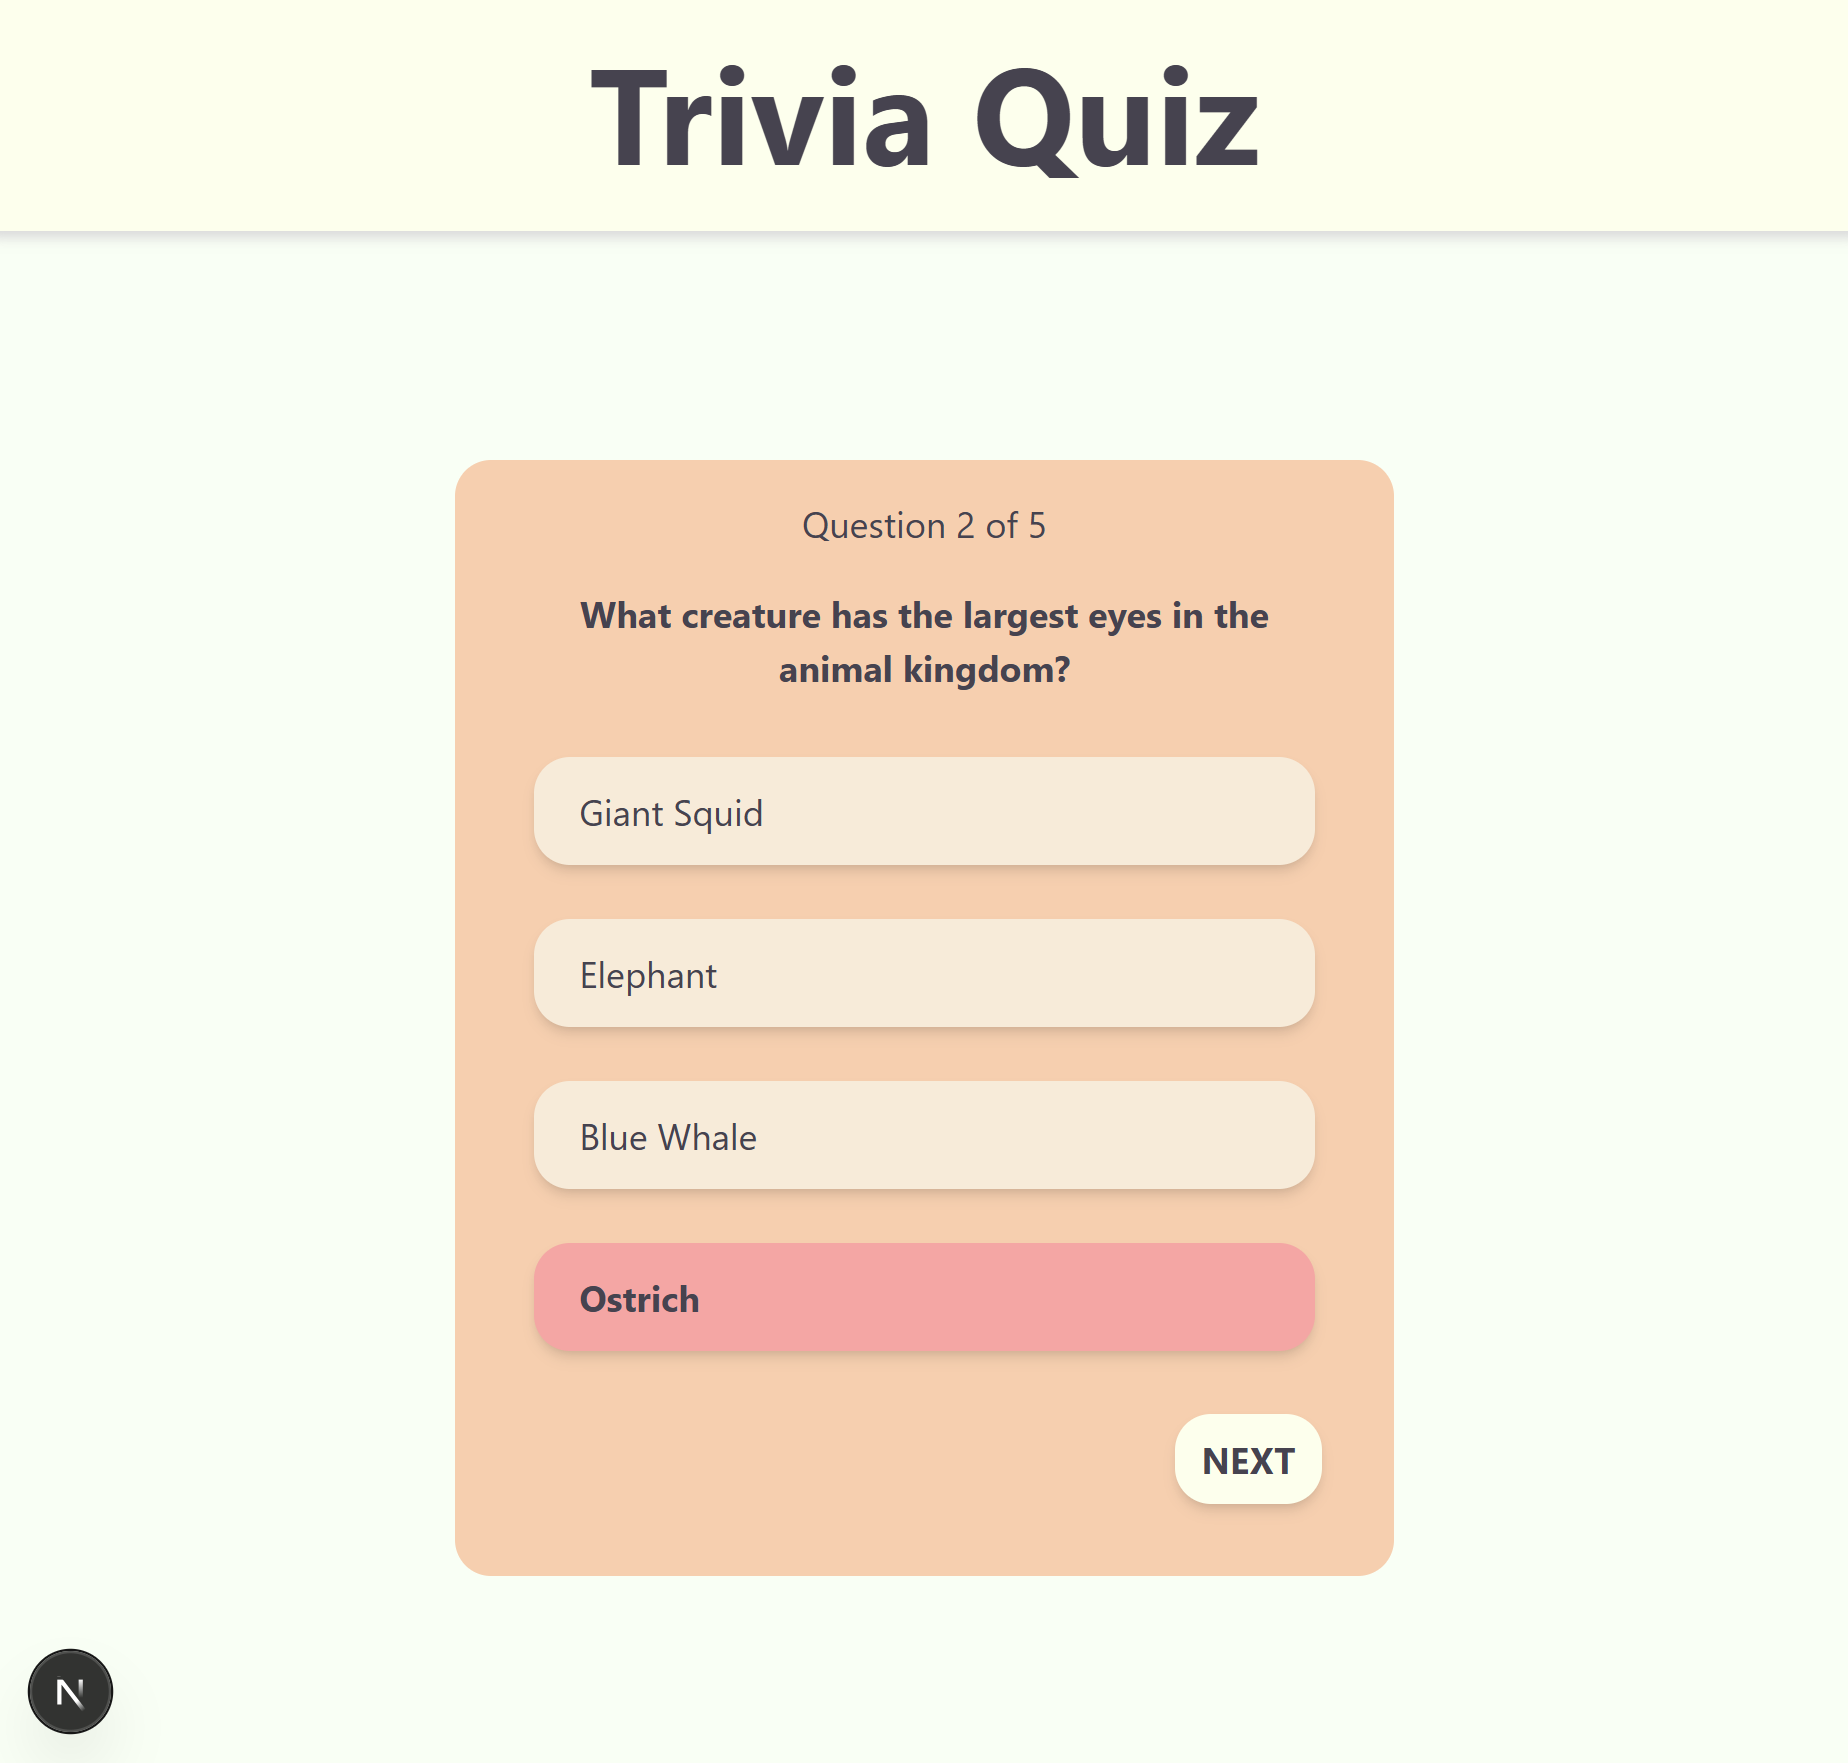 Trivia Quiz
Question 2 of 5
What creature has the largest eyes in the
animal kingdom?
Giant Squid
Elephant
Blue Whale
Ostrich
NEXT
N